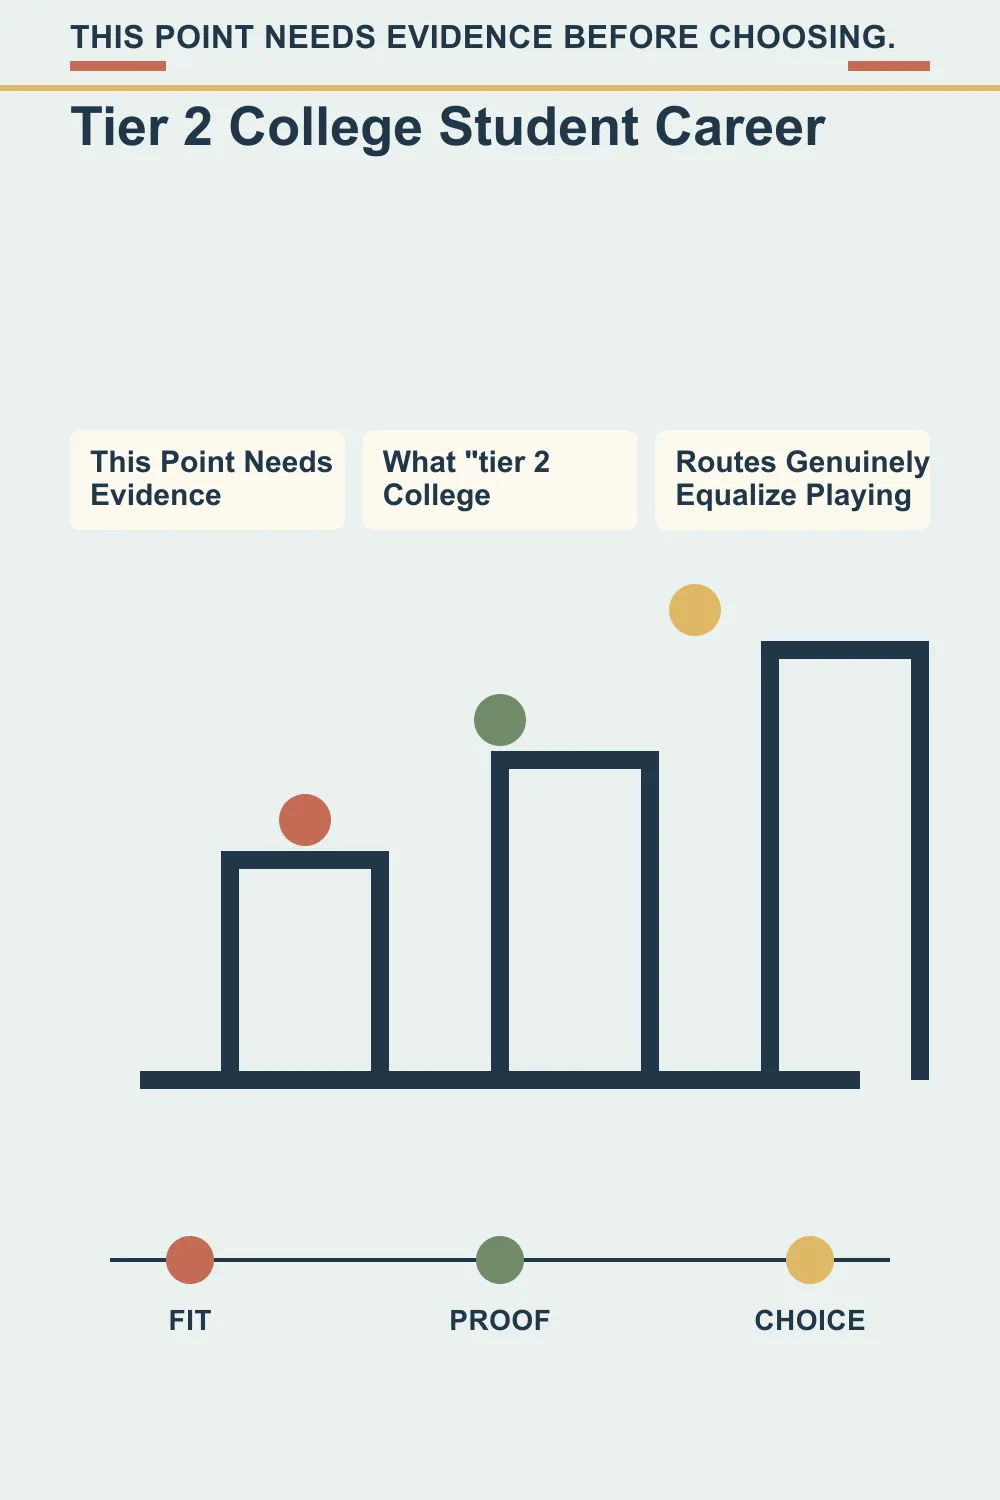 THIS POINT NEEDS EVIDENCE BEFORE CHOOSING.
Tier 2 College Student Career
This Point Needs
Evidence
What "tier 2
College
Routes Genuinely
Equalize Playing
FIT
PROOF
CHOICE